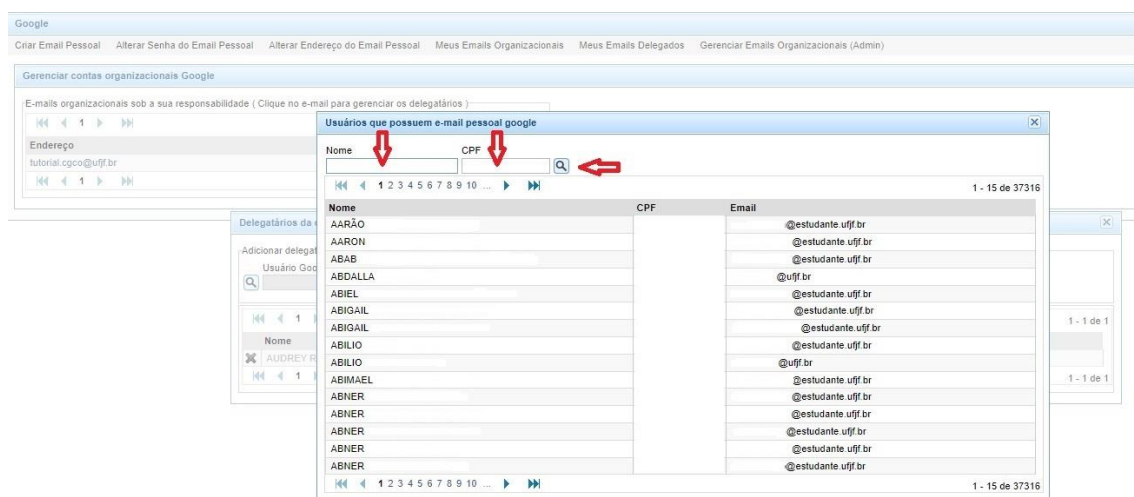 Google
Criar Email Pessoal Alterar Senha do Email Pessoal Alterar Endereço do Email Pessoal Meus Emails Organizacionais Meus Emails Delegados Gerenciar Emails Organizacionais (Admin)
Gerenciar contas organizacionais Google
E-mails organizacionais sob a sua responsabilidade ( Clique no e-mail para gerenciar os delegatários )
1
Endereço
tutorial.cgco@ufjf.br
1
Delegatários da
Adicionar delegat
Usuário Goo
1
1 - 1 de 1
Nome
AUDREY R
1
1 - 1 de 1
Usuários que possuem e-mail pessoal google
Nome CPF
1 2 3 4 5 6 7 8 9 10 ...
1 - 15 de 37316
Nome CPF Email
AARÃO @estudante.ufjf.br
AARON @estudante.ufjf.br
ABAB @estudante.ufjf.br
ABDALLA @ufjf.br
ABIEL @estudante.ufjf.br
ABIGAIL @estudante.ufjf.br
ABIGAIL @estudante.ufjf.br
ABILIO @estudante.ufjf.br
ABILIO @ufjf.br
ABIMAEL @estudante.ufjf.br
ABNER @estudante.ufjf.br
ABNER @estudante.ufjf.br
ABNER @estudante.ufjf.br
ABNER @estudante.ufjf.br
ABNER @estudante.ufjf.br
1 2 3 4 5 6 7 8 9 10 ...
1 - 15 de 37316